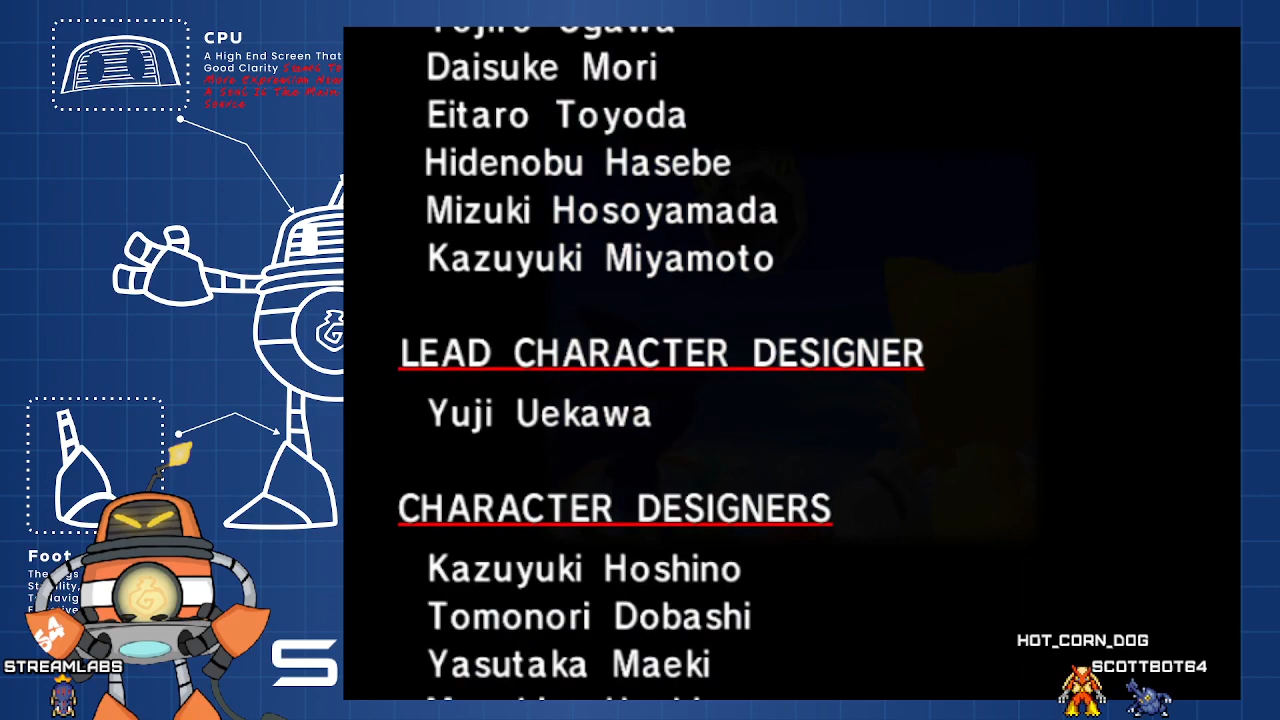 CPU
A High End Screen That
Good Clarity
Daisuke Mori
Eitaro Toyoda
Hidenobu Hasebe
Mizuki Hosoyamada
Kazuyuki Miyamoto
LEAD CHARACTER DESIGNER
Yuji Uekawa
CHARACTER DESIGNERS
Kazuyuki Hoshino
Tomonori Dobashi
Yasutaka Maeki
Foot
64
S
STREAMLABS
HOT_CORN_DOG
SCOTTBOT64